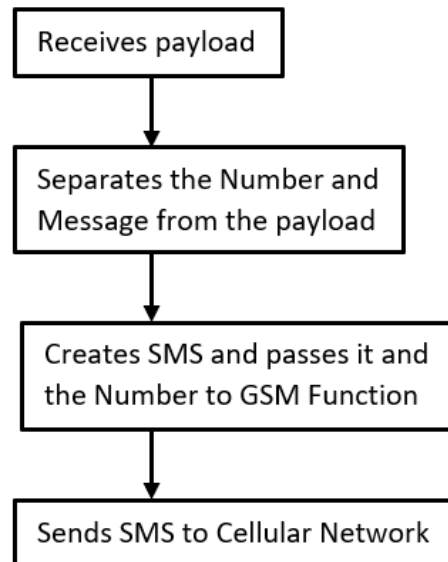 Receives payload
Separates the Number and
Message from the payload
Creates SMS and passes it and
the Number to GSM Function
Sends SMS to Cellular Network